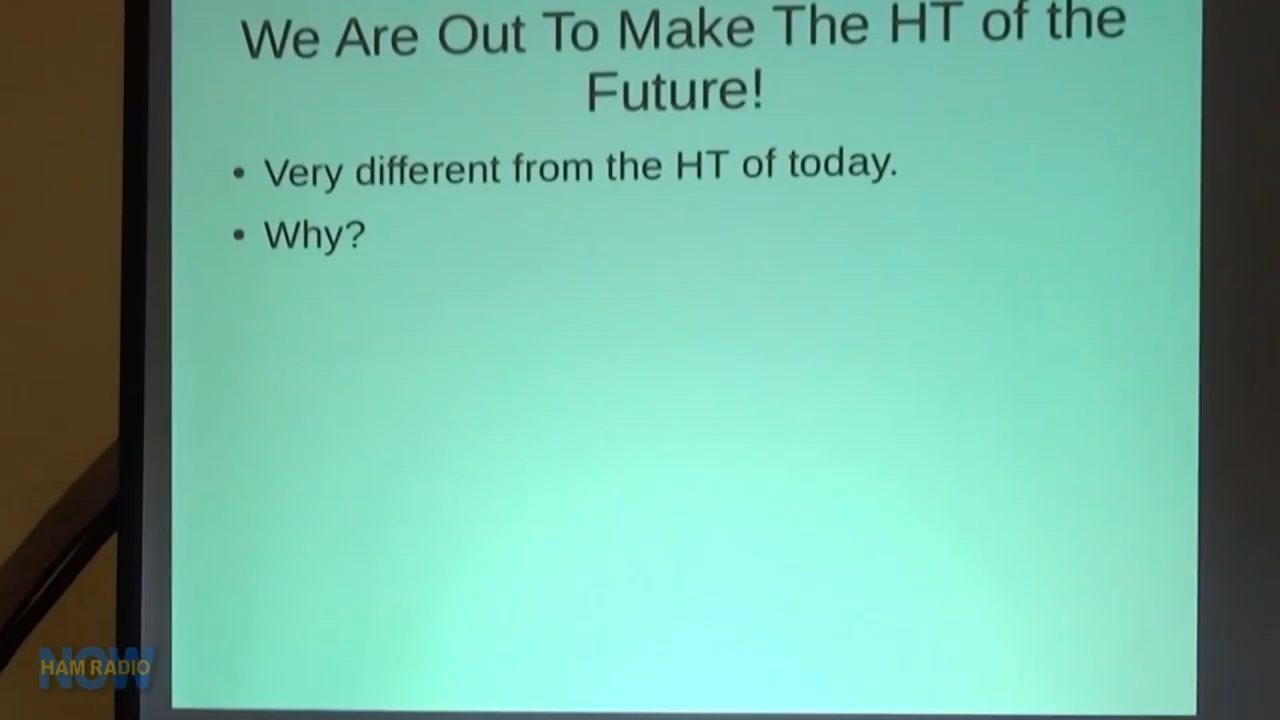 We Are Out To Make The HT of the
Future!
• Very different from the HT of today.
• Why?
HAM RADIO
NOW